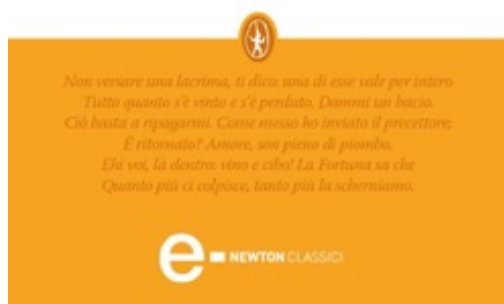 Non versare una lacrima, ti dico: una di esse vale per intero
Tutto quanto s'è vinto e s'è perduto. Dammi un bacio.
Ciò basta a ripagarmi. Come messo ho inviato il precettore;
È ritornato? Amore, son pieno di piombo.
Ehi voi, là dentro: vino e cibo! La Fortuna sa che
Quanto più ci colpisce, tanto più la scherniamo.
e NEWTON CLASSICI